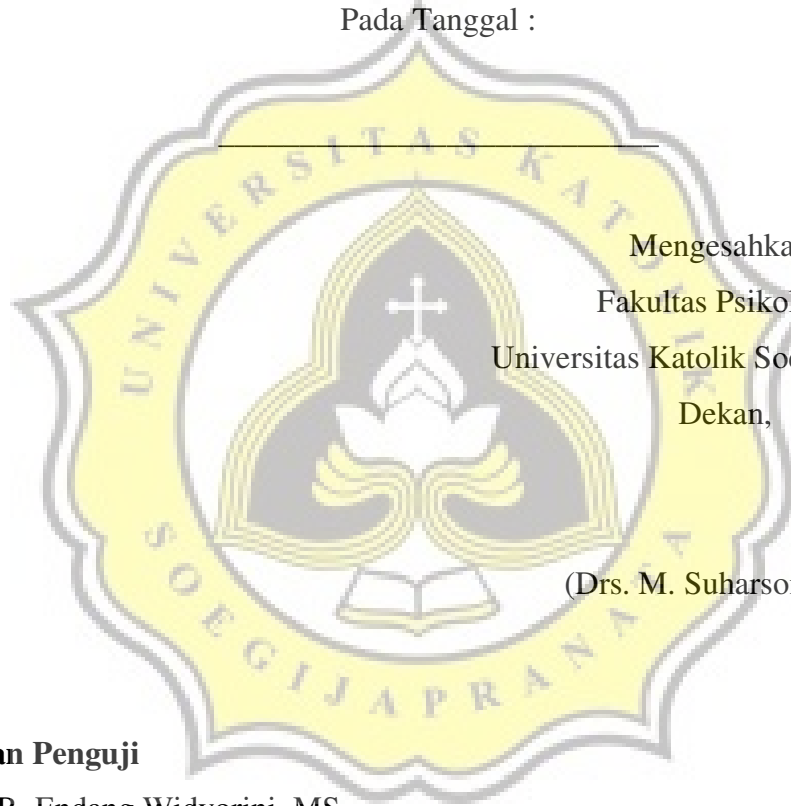 Pada Tanggal :
UNIVERSITAS KATOLIK
Mengesahka
Fakultas Psikol
Universitas Katolik Soe
Dekan,
(Drs. M. Suharso
SOEGIJAPRANATA
an Penguji
R. Endang Widyorini, MS